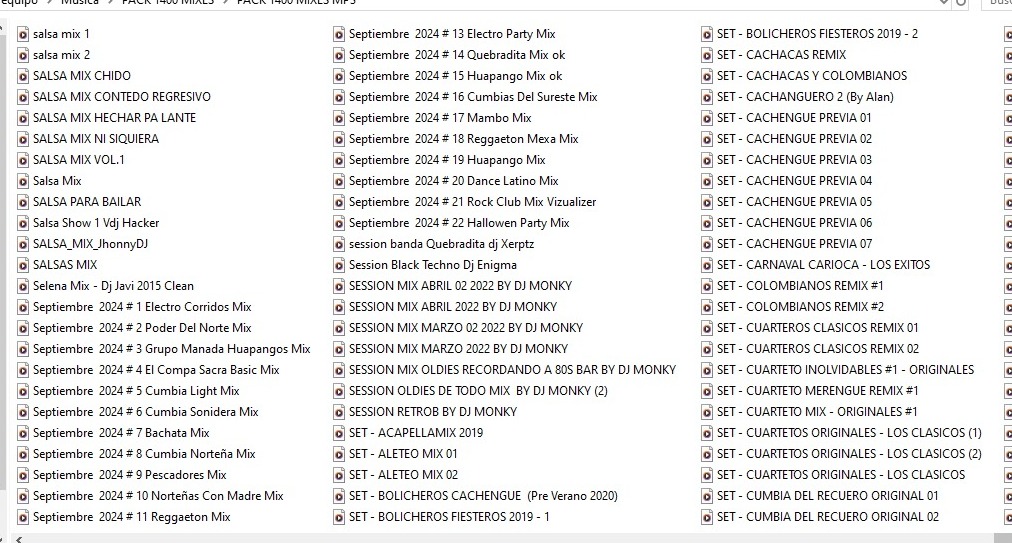 equipo > Música > PACK 1400 MIXES > PACK 1400 MIXES MP3
salsa mix 1
salsa mix 2
SALSA MIX CHIDO
SALSA MIX CONTEDO REGRESIVO
SALSA MIX HECHAR PA LANTE
SALSA MIX NI SIQUIERA
SALSA MIX VOL.1
Salsa Mix
SALSA PARA BAILAR
Salsa Show 1 Vdj Hacker
SALSA_MIX_JhonnyDJ
SALSAS MIX
Selena Mix - Dj Javi 2015 Clean
Septiembre 2024 # 1 Electro Corridos Mix
Septiembre 2024 # 2 Poder Del Norte Mix
Septiembre 2024 # 3 Grupo Manada Huapangos Mix
Septiembre 2024 # 4 El Compa Sacra Basic Mix
Septiembre 2024 # 5 Cumbia Light Mix
Septiembre 2024 # 6 Cumbia Sonidera Mix
Septiembre 2024 # 7 Bachata Mix
Septiembre 2024 # 8 Cumbia Norteña Mix
Septiembre 2024 # 9 Pescadores Mix
Septiembre 2024 # 10 Norteñas Con Madre Mix
Septiembre 2024 # 11 Reggaeton Mix
Septiembre 2024 # 13 Electro Party Mix
Septiembre 2024 # 14 Quebradita Mix ok
Septiembre 2024 # 15 Huapango Mix ok
Septiembre 2024 # 16 Cumbias Del Sureste Mix
Septiembre 2024 # 17 Mambo Mix
Septiembre 2024 # 18 Reggaeton Mexa Mix
Septiembre 2024 # 19 Huapango Mix
Septiembre 2024 # 20 Dance Latino Mix
Septiembre 2024 # 21 Rock Club Mix Vizualizer
Septiembre 2024 # 22 Hallowen Party Mix
session banda Quebradita dj Xerptz
Session Black Techno Dj Enigma
SESSION MIX ABRIL 02 2022 BY DJ MONKY
SESSION MIX ABRIL 2022 BY DJ MONKY
SESSION MIX MARZO 02 2022 BY DJ MONKY
SESSION MIX MARZO 2022 BY DJ MONKY
SESSION MIX OLDIES RECORDANDO A 80S BAR BY DJ MONKY
SESSION OLDIES DE TODO MIX BY DJ MONKY (2)
SESSION RETROB BY DJ MONKY
SET - ACAPELLAMIX 2019
SET - ALETEO MIX 01
SET - ALETEO MIX 02
SET - BOLICHEROS CACHENGUE (Pre Verano 2020)
SET - BOLICHEROS FIESTEROS 2019 - 1
SET - BOLICHEROS FIESTEROS 2019 - 2
SET - CACHACAS REMIX
SET - CACHACAS Y COLOMBIANOS
SET - CACHANGUERO 2 (By Alan)
SET - CACHENGUE PREVIA 01
SET - CACHENGUE PREVIA 02
SET - CACHENGUE PREVIA 03
SET - CACHENGUE PREVIA 04
SET - CACHENGUE PREVIA 05
SET - CACHENGUE PREVIA 06
SET - CACHENGUE PREVIA 07
SET - CARNAVAL CARIOCA - LOS EXITOS
SET - COLOMBIANOS REMIX #1
SET - COLOMBIANOS REMIX #2
SET - CUARTEROS CLASICOS REMIX 01
SET - CUARTEROS CLASICOS REMIX 02
SET - CUARTETO INOLVIDABLES #1 - ORIGINALES
SET - CUARTETO MERENGUE REMIX #1
SET - CUARTETO MIX - ORIGINALES #1
SET - CUARTETOS ORIGINALES - LOS CLASICOS (1)
SET - CUARTETOS ORIGINALES - LOS CLASICOS (2)
SET - CUARTETOS ORIGINALES - LOS CLASICOS
SET - CUMBIA DEL RECUERO ORIGINAL 01
SET - CUMBIA DEL RECUERO ORIGINAL 02